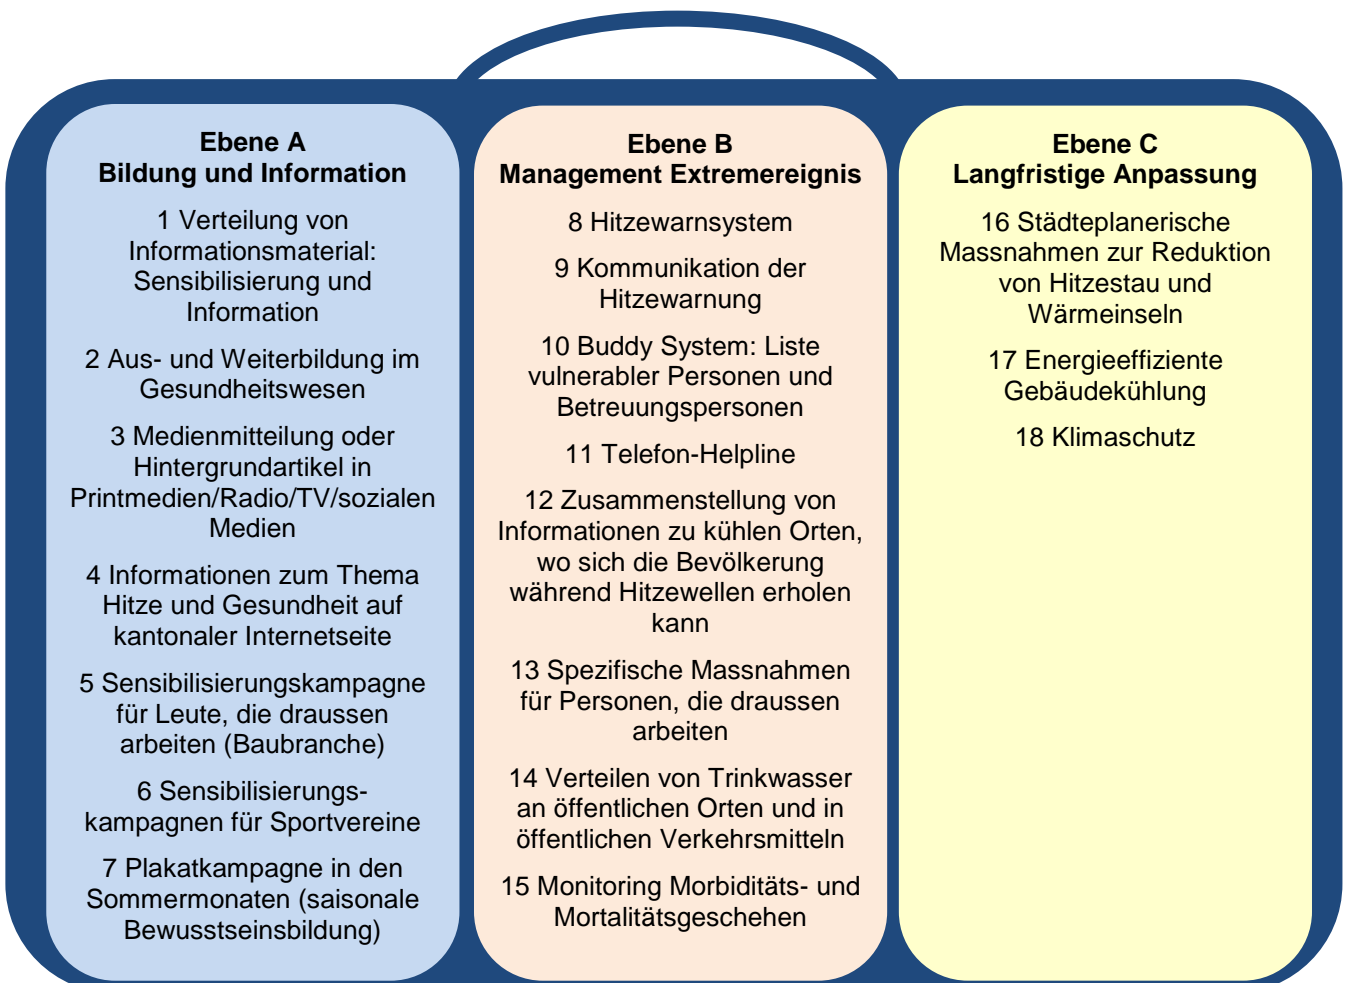 Ebene A
Bildung und Information
1 Verteilung von
Informationsmaterial:
Sensibilisierung und
Information
2 Aus- und Weiterbildung im
Gesundheitswesen
3 Medienmitteilung oder
Hintergrundartikel in
Printmedien/Radio/TV/sozialen
Medien
4 Informationen zum Thema
Hitze und Gesundheit auf
kantonaler Internetseite
5 Sensibilisierungskampagne
für Leute, die draussen
arbeiten (Baubranche)
6 Sensibilisierungs-
kampagnen für Sportvereine
7 Plakatkampagne in den
Sommermonaten (saisonale
Bewusstseinsbildung)
Ebene B
Management Extremereignis
8 Hitzewarnsystem
9 Kommunikation der
Hitzewarnung
10 Buddy System: Liste
vulnerabler Personen und
Betreuungspersonen
11 Telefon-Helpline
12 Zusammenstellung von
Informationen zu kühlen Orten,
wo sich die Bevölkerung
während Hitzewellen erholen
kann
13 Spezifische Massnahmen
für Personen, die draussen
arbeiten
14 Verteilen von Trinkwasser
an öffentlichen Orten und in
öffentlichen Verkehrsmitteln
15 Monitoring Morbiditäts- und
Mortalitätsgeschehen
Ebene C
Langfristige Anpassung
16 Städteplanerische
Massnahmen zur Reduktion
von Hitzestau und
Wärmeinseln
17 Energieeffiziente
Gebäudekühlung
18 Klimaschutz